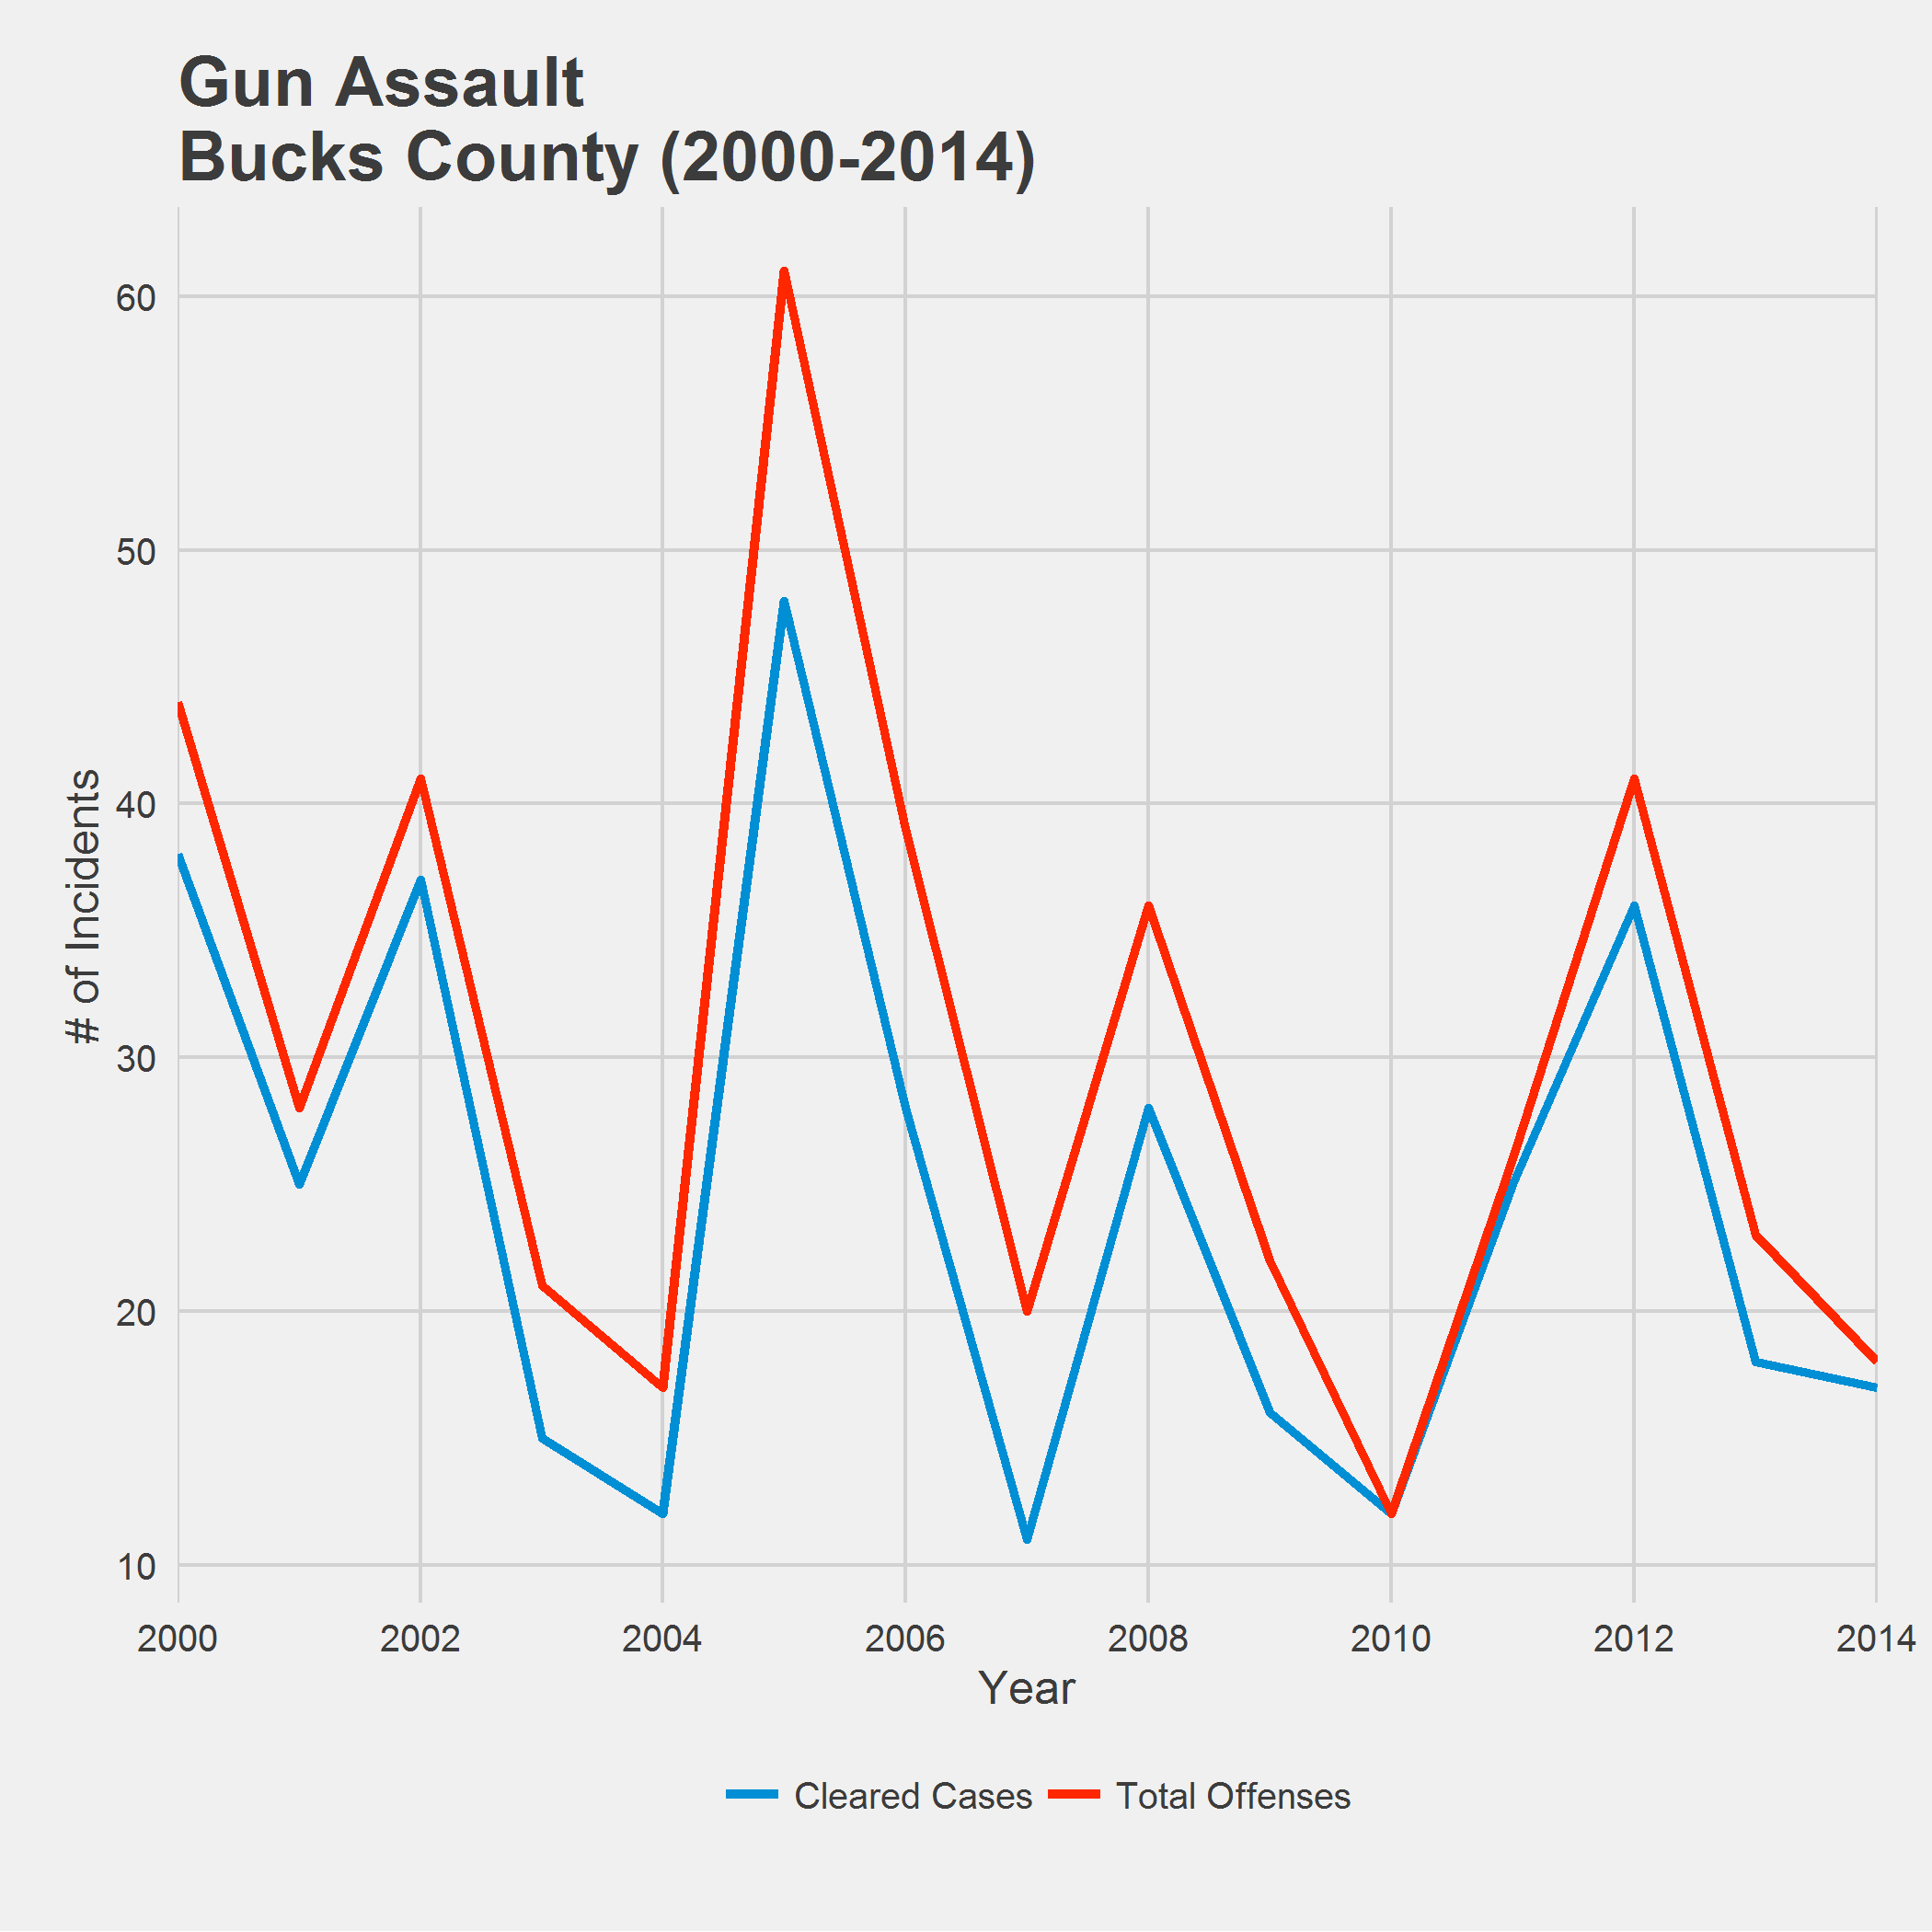 Gun Assault
Bucks County (2000-2014)
# of Incidents
60
50
40
30
20
10
2000 2002 2004 2006 2008 2010 2012 2014
Year
Cleared Cases Total Offenses